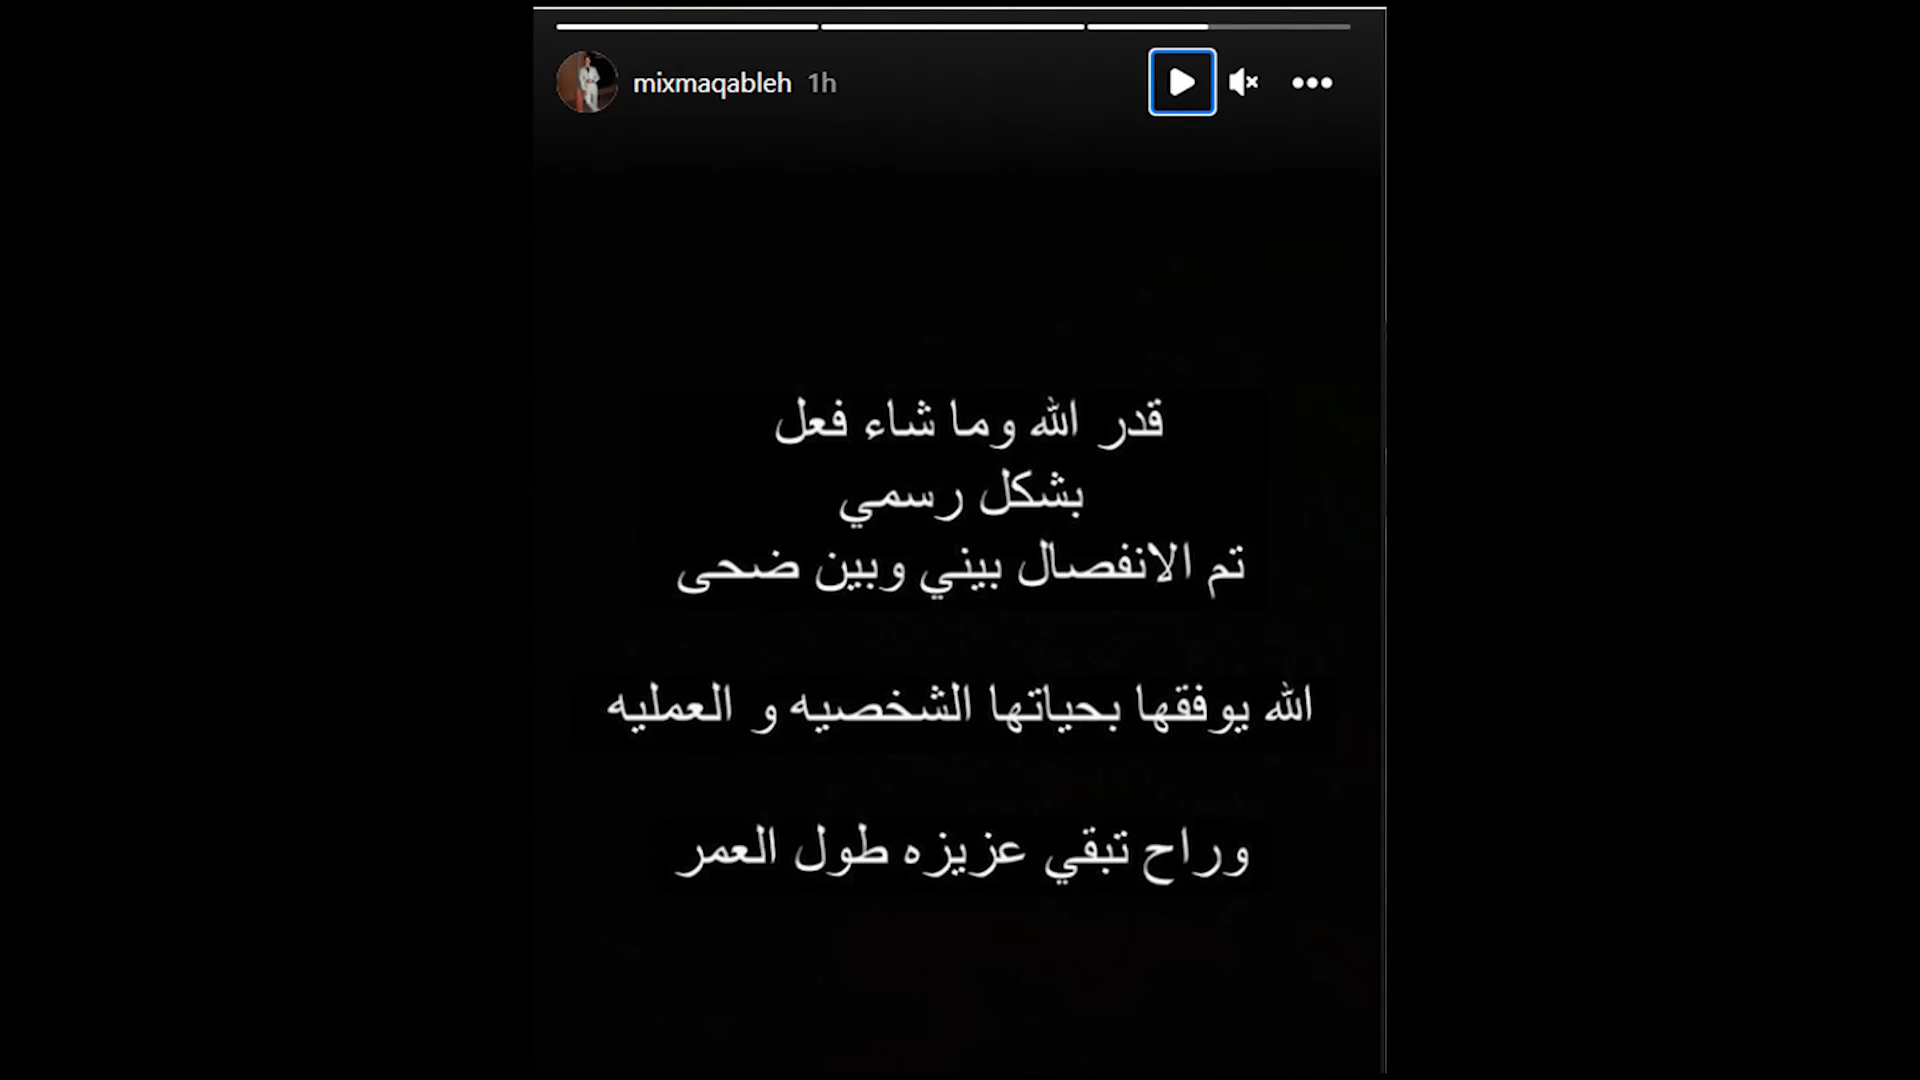 mixmaqableh 1h
قدر الله وما شاء فعل
بشكل رسمي
تم الانفصال بيني وبين ضحى
الله يوفقها بحياتها الشخصيه و العمليه
وراح تبقي عزيزه طول العمر